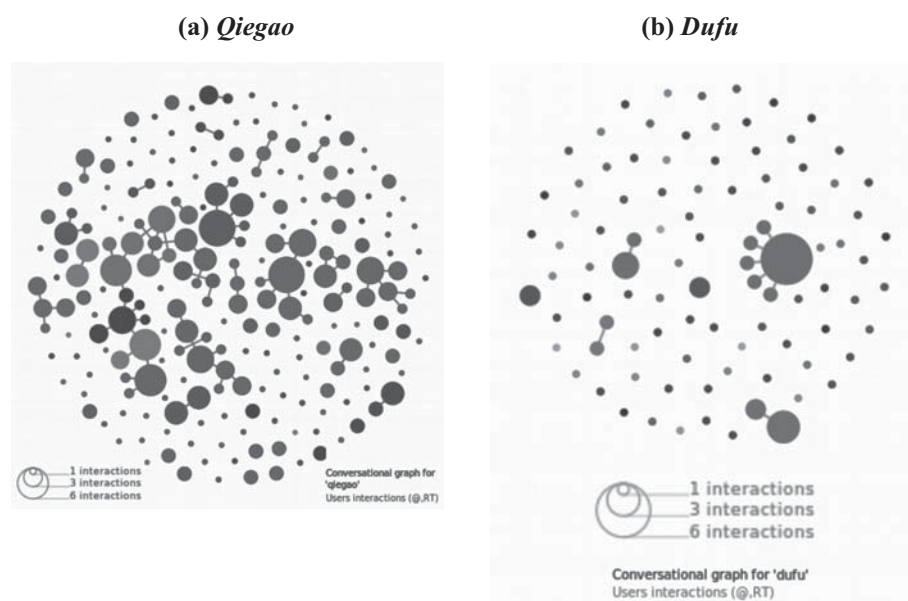 (a) Qiegao
(b) Dufu
1 interactions
3 interactions
6 interactions
Conversational graph for
'qiegao'
Users interactions (@,RT)
1 interactions
3 interactions
6 interactions
Conversational graph for 'dufu'
Users interactions (@,RT)